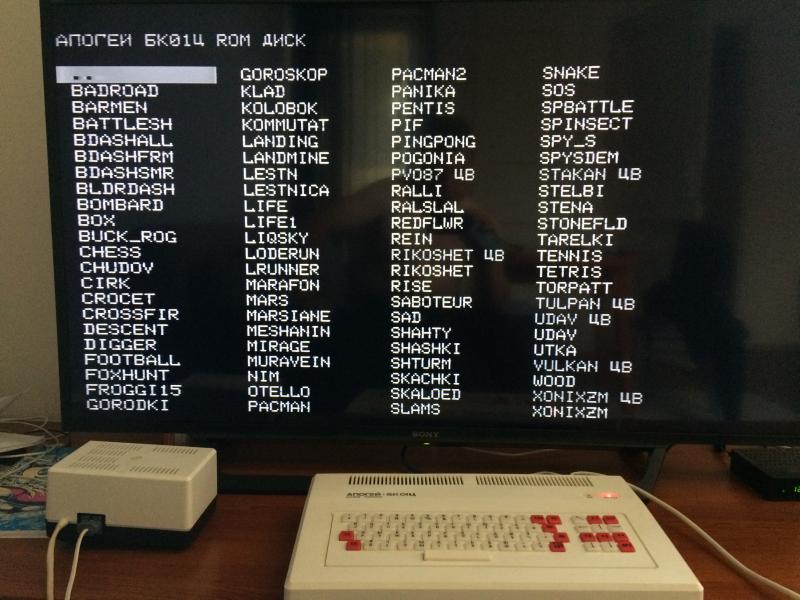 АПОГЕЙ БК01Ц ROM ДИСК
.. GOROSKOP PACMAN2 SNAKE
BADROAD KLAD PANIKA SOS
BARMEN KOLOBOK PENTIS SPBATTLE
BATTLESH KOMMUTAT PIF SPINSECT
BDASHALL LANDING PINGPONG SPY_S
BDASHFRM LANDMINE POGONIA SPYSDEM
BDASHSMR LESTN PVO87 ЦВ STAKAN ЦВ
BLDRDASH LESTNICA RALLI STELBI
BOMBARD LIFE RALSLAL STENA
BOX LIFE1 REDFLWR STONEFLD
BUCK_ROG LIQSKY REIN TARELKI
CHESS LODERUN RIKOSHET ЦВ TENNIS
CHUDOV LRUNNER RIKOSHET TETRIS
CIRK MARAFON RISE TORPATT
CROCET MARS SABOTEUR TULPAN ЦВ
CROSSFIR MARSIANE SAD UDAV ЦВ
DESCENT MESHANIN SHAHTY UDAV
DIGGER MIRAGE SHASHKI UTKA
FOOTBALL MURAVEIN SHTURM VULKAN ЦВ
FOXHUNT NIM SKACHKI WOOD
FROGGI15 OTELLO SKALOED XONIXZM ЦВ
GORODKI PACMAN SLAMS XONIXZM
SONY
АПОГЕЙ-БК01Ц